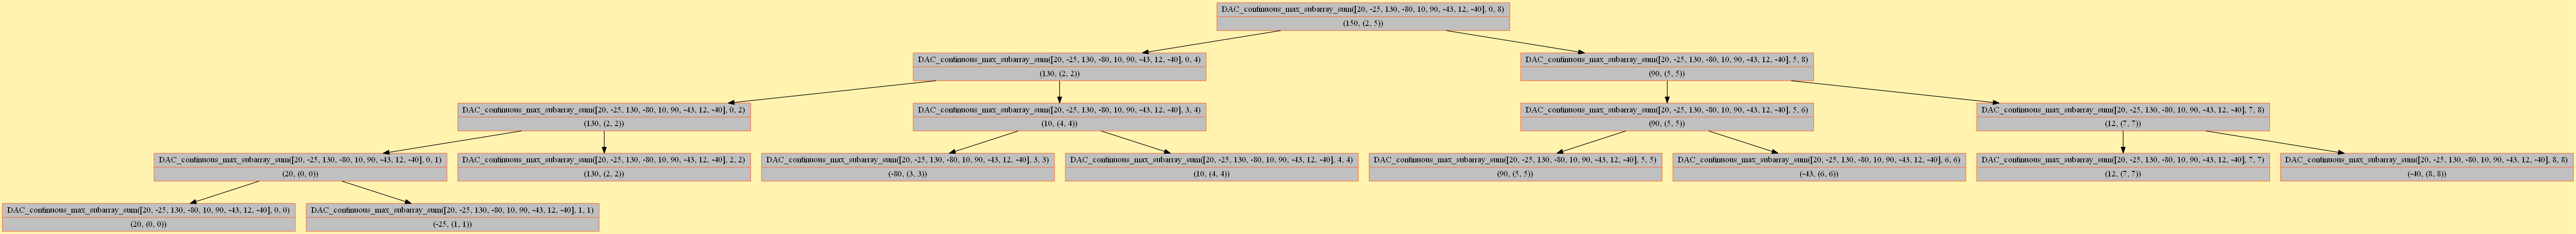 DAC_continuous_max_subarray_sum([20, -25, 130, -80, 10, 90, -43, 12, -40], 0, 8)
(150, (2, 5))
DAC_continuous_max_subarray_sum([20, -25, 130, -80, 10, 90, -43, 12, -40], 0, 4)
(130, (2, 2))
DAC_continuous_max_subarray_sum([20, -25, 130, -80, 10, 90, -43, 12, -40], 5, 8)
(90, (5, 5))
DAC_continuous_max_subarray_sum([20, -25, 130, -80, 10, 90, -43, 12, -40], 0, 2)
(130, (2, 2))
DAC_continuous_max_subarray_sum([20, -25, 130, -80, 10, 90, -43, 12, -40], 3, 4)
(10, (4, 4))
DAC_continuous_max_subarray_sum([20, -25, 130, -80, 10, 90, -43, 12, -40], 5, 6)
(90, (5, 5))
DAC_continuous_max_subarray_sum([20, -25, 130, -80, 10, 90, -43, 12, -40], 7, 8)
(12, (7, 7))
DAC_continuous_max_subarray_sum([20, -25, 130, -80, 10, 90, -43, 12, -40], 0, 1)
(20, (0, 0))
DAC_continuous_max_subarray_sum([20, -25, 130, -80, 10, 90, -43, 12, -40], 2, 2)
(130, (2, 2))
DAC_continuous_max_subarray_sum([20, -25, 130, -80, 10, 90, -43, 12, -40], 3, 3)
(-80, (3, 3))
DAC_continuous_max_subarray_sum([20, -25, 130, -80, 10, 90, -43, 12, -40], 4, 4)
(10, (4, 4))
DAC_continuous_max_subarray_sum([20, -25, 130, -80, 10, 90, -43, 12, -40], 5, 5)
(90, (5, 5))
DAC_continuous_max_subarray_sum([20, -25, 130, -80, 10, 90, -43, 12, -40], 6, 6)
(-43, (6, 6))
DAC_continuous_max_subarray_sum([20, -25, 130, -80, 10, 90, -43, 12, -40], 7, 7)
(12, (7, 7))
DAC_continuous_max_subarray_sum([20, -25, 130, -80, 10, 90, -43, 12, -40], 8, 8)
(-40, (8, 8))
DAC_continuous_max_subarray_sum([20, -25, 130, -80, 10, 90, -43, 12, -40], 0, 0)
(20, (0, 0))
DAC_continuous_max_subarray_sum([20, -25, 130, -80, 10, 90, -43, 12, -40], 1, 1)
(-25, (1, 1))